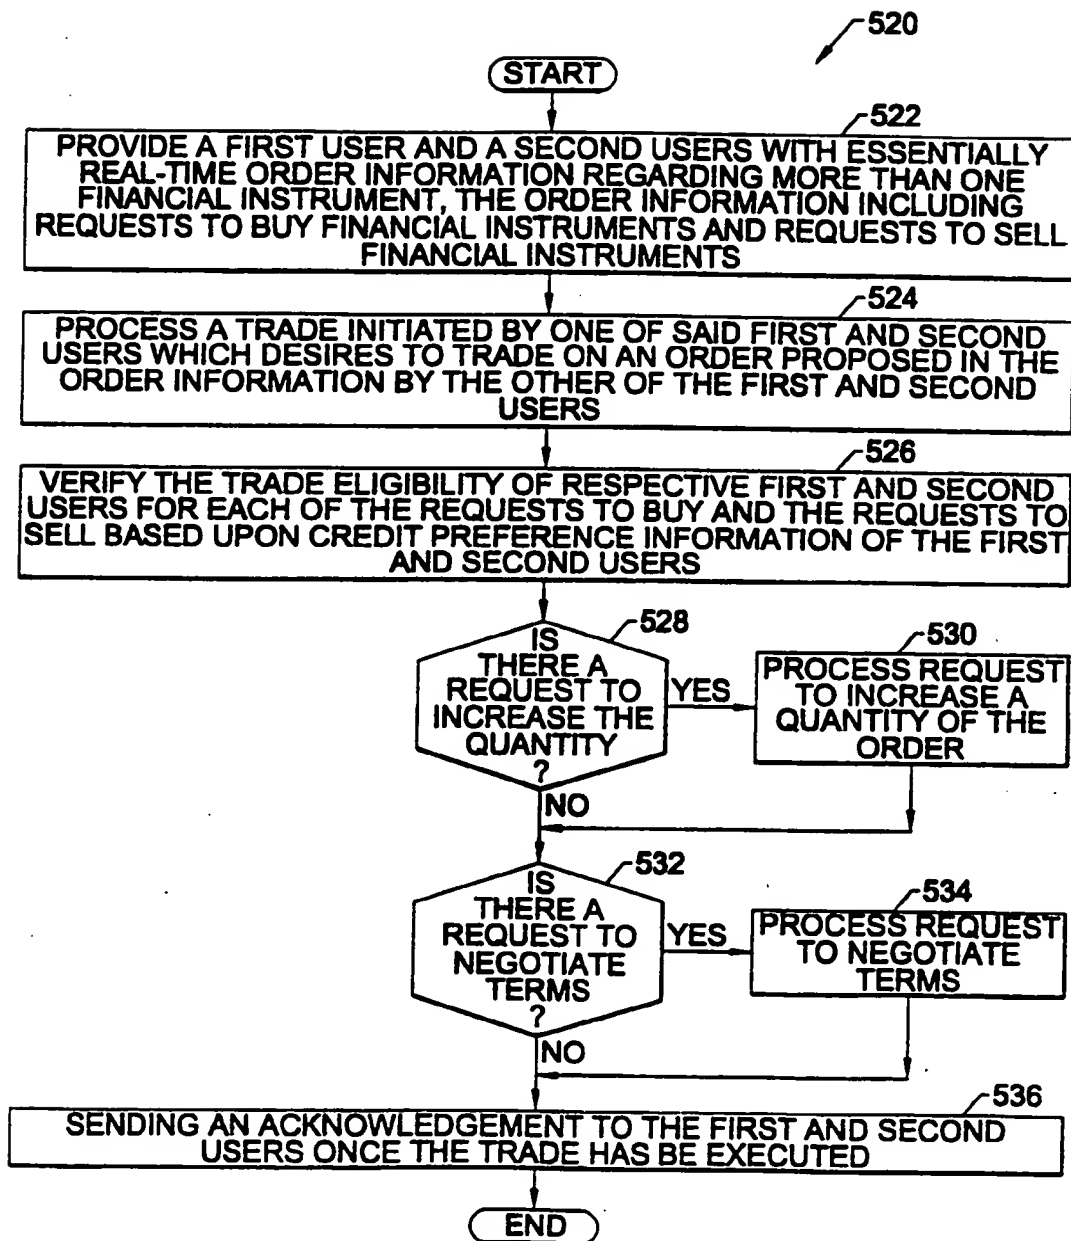 520
START
522
PROVIDE A FIRST USER AND A SECOND USERS WITH ESSENTIALLY
REAL-TIME ORDER INFORMATION REGARDING MORE THAN ONE
FINANCIAL INSTRUMENT, THE ORDER INFORMATION INCLUDING
REQUESTS TO BUY FINANCIAL INSTRUMENTS AND REQUESTS TO SELL
FINANCIAL INSTRUMENTS
524
PROCESS A TRADE INITIATED BY ONE OF SAID FIRST AND SECOND
USERS WHICH DESIRES TO TRADE ON AN ORDER PROPOSED IN THE
ORDER INFORMATION BY THE OTHER OF THE FIRST AND SECOND
USERS
526
VERIFY THE TRADE ELIGIBILITY OF RESPECTIVE FIRST AND SECOND
USERS FOR EACH OF THE REQUESTS TO BUY AND THE REQUESTS TO
SELL BASED UPON CREDIT PREFERENCE INFORMATION OF THE FIRST
AND SECOND USERS
528
IS
THERE A
REQUEST TO
INCREASE THE
QUANTITY
?
YES
530
PROCESS REQUEST
TO INCREASE A
QUANTITY OF THE
ORDER
NO
532
IS
THERE A
REQUEST TO
NEGOTIATE
TERMS
?
YES
534
PROCESS REQUEST
TO NEGOTIATE
TERMS
NO
536
SENDING AN ACKNOWLEDGEMENT TO THE FIRST AND SECOND
USERS ONCE THE TRADE HAS BE EXECUTED
END